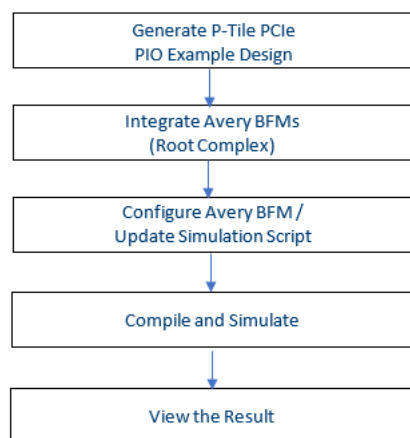 Generate P-Tile PCIe
PIO Example Design
Integrate Avery BFMs
(Root Complex)
Configure Avery BFM /
Update Simulation Script
Compile and Simulate
View the Result